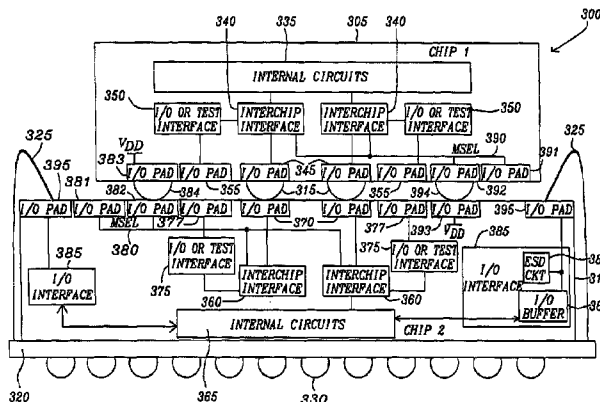 340 335 305 340 300
CHIP 1
INTERNAL CIRCUITS
350 350
I/O OR TEST INTERFACE
INTERCHIP INTERFACE
INTERCHIP INTERFACE
I/O OR TEST INTERFACE
325 395 VDD 390 325
MSEL 391
383 I/O PAD I/O PAD I/O PAD 345 I/O PAD I/O PAD I/O PAD I/O PAD
381 382 384 355 315 355 394 392
I/O PAD I/O PAD I/O PAD I/O PAD I/O PAD I/O PAD I/O PAD I/O PAD 395 I/O PAD
MSEL 377 370 377 VDD
380 393 385
385 I/O OR TEST INTERFACE 375 I/O OR TEST INTERFACE
I/O INTERFACE 375
INTERCHIP INTERFACE
INTERCHIP INTERFACE
360 360
I/O INTERFACE
ESD CKT 38
31
I/O BUFFER 36
INTERNAL CIRCUITS CHIP 2
320 365 330